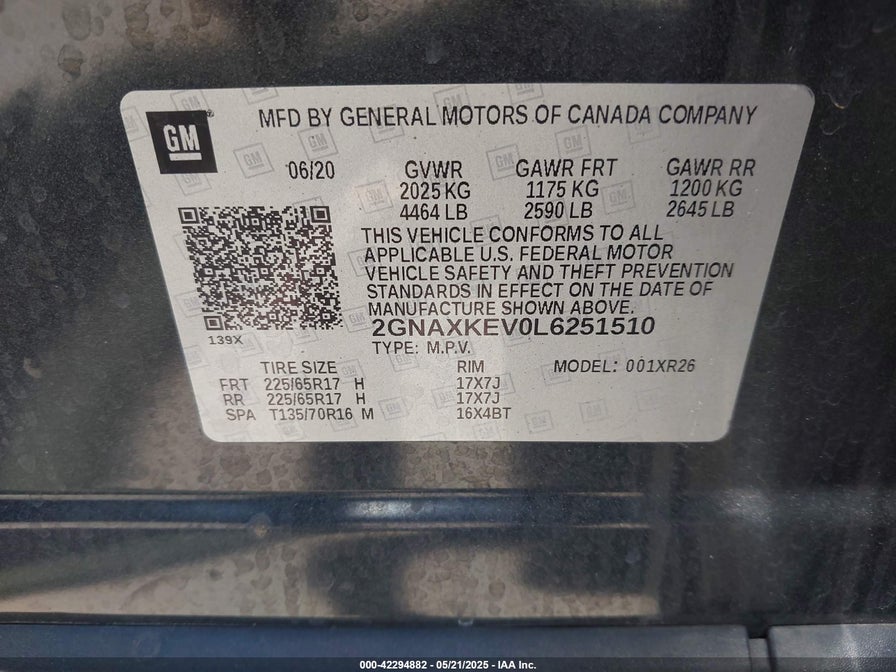 GM
MFD BY GENERAL MOTORS OF CANADA COMPANY
06/20 GVWR GAWR FRT GAWR RR
2025 KG 1175 KG 1200 KG
4464 LB 2590 LB 2645 LB
THIS VEHICLE CONFORMS TO ALL
APPLICABLE U.S. FEDERAL MOTOR
VEHICLE SAFETY AND THEFT PREVENTION
STANDARDS IN EFFECT ON THE DATE OF
MANUFACTURE SHOWN ABOVE.
2GNAXKEV0L6251510
139X
TYPE: M.P.V.
TIRE SIZE RIM MODEL: 001XR26
FRT 225/65R17 H 17X7J
RR 225/65R17 H 17X7J
SPA T135/70R16 M 16X4BT
000-42294882 - 05/21/2025 - IAA Inc.